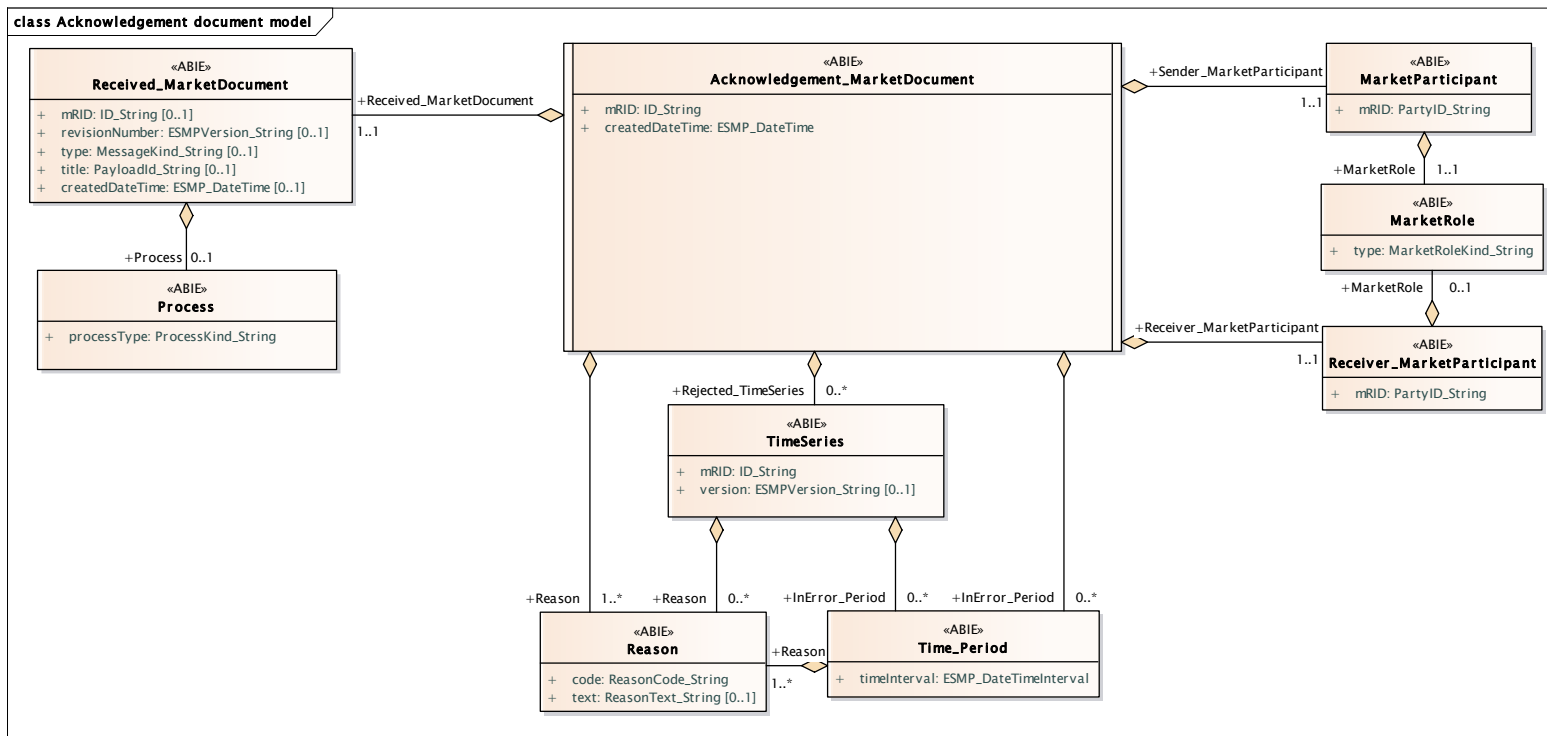 class Acknowledgement document model
«ABIE»
Received_MarketDocument
+ mRID: ID_String [0..1]
+ revisionNumber: ESMPVersion_String [0..1]
+ type: MessageKind_String [0..1]
+ title: PayloadId_String [0..1]
+ createdDateTime: ESMP_DateTime [0..1]
+Received_MarketDocument
1..1
«ABIE»
Acknowledgement_MarketDocument
+ mRID: ID_String
+ createdDateTime: ESMP_DateTime
+Sender_MarketParticipant
1..1
«ABIE»
MarketParticipant
+ mRID: PartyID_String
+MarketRole 1..1
«ABIE»
MarketRole
+ type: MarketRoleKind_String
+MarketRole 0..1
+Receiver_MarketParticipant
1..1
«ABIE»
Receiver_MarketParticipant
+ mRID: PartyID_String
+Process 0..1
«ABIE»
Process
+ processType: ProcessKind_String
+Rejected_TimeSeries 0..*
«ABIE»
TimeSeries
+ mRID: ID_String
+ version: ESMPVersion_String [0..1]
+Reason 1..*
+Reason 0..*
+InError_Period 0..*
+InError_Period 0..*
«ABIE»
Reason
+ code: ReasonCode_String
+ text: ReasonText_String [0..1]
+Reason
1..*
«ABIE»
Time_Period
+ timeInterval: ESMP_DateTimeInterval